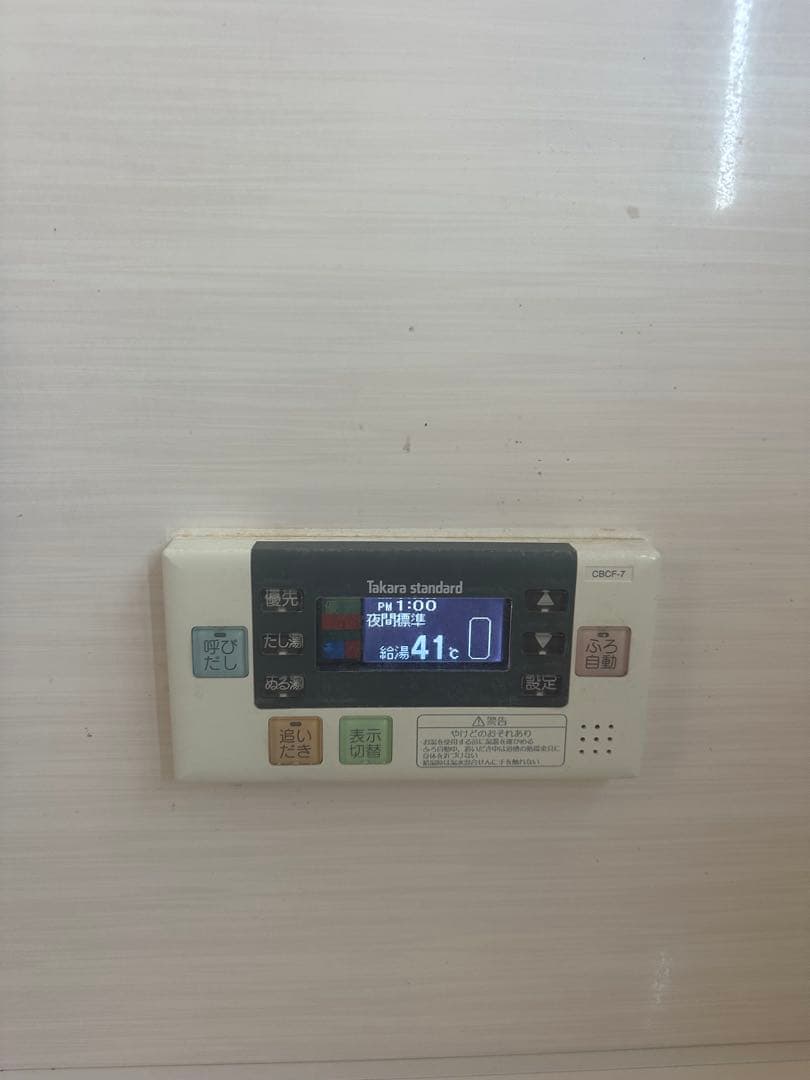 Takara standard
CBCF-7
優先
PM 1:00
夜間標準
呼び
だし
たし湯
給湯 41℃
ふろ
自動
ぬる湯
設定
追い
だき
表示
切替
警告
やけどのおそれあり